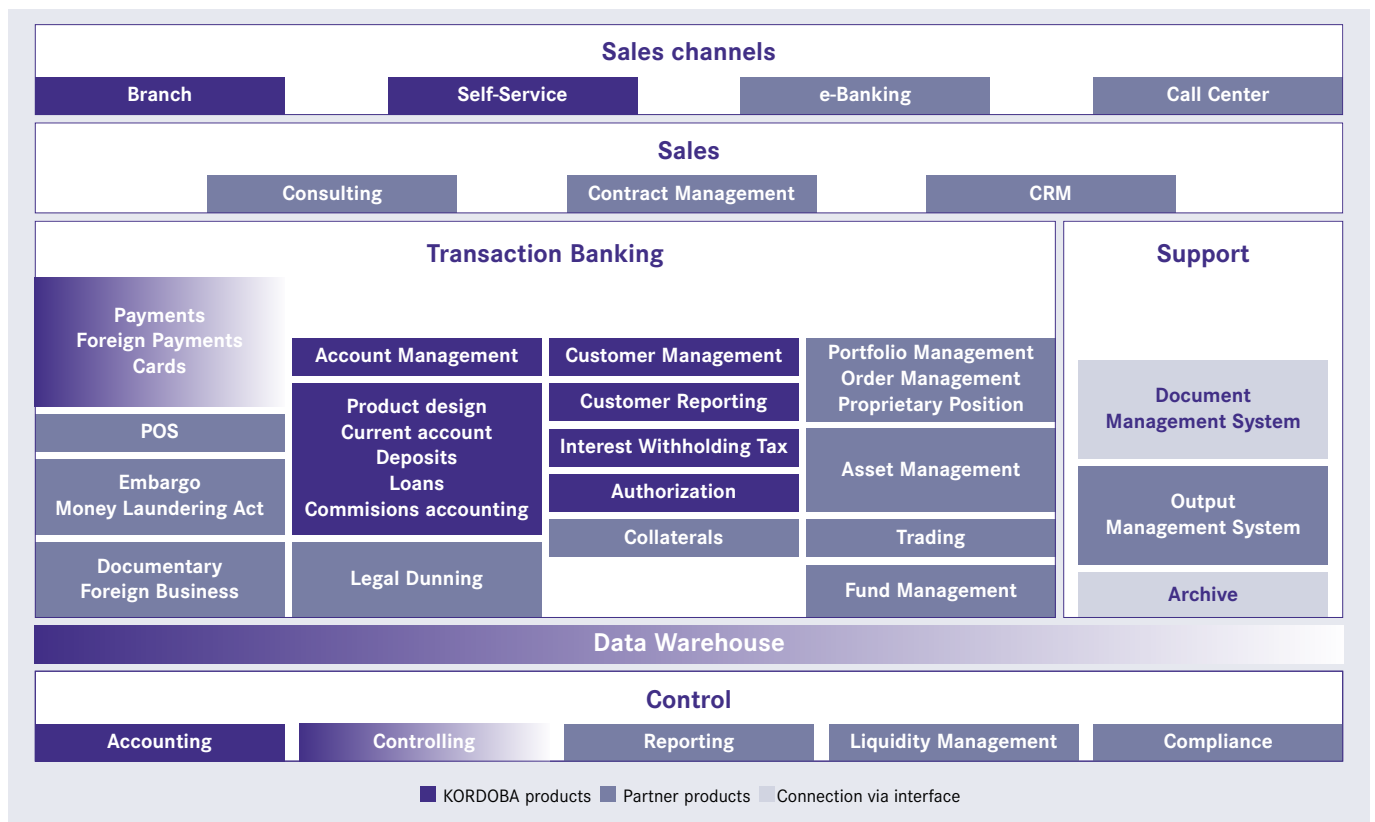 Sales channels
Branch
Self-Service
e-Banking
Call Center
Sales
Consulting
Contract Management
CRM
Transaction Banking
Payments
Foreign Payments
Cards
POS
Embargo
Money Laundering Act
Documentary
Foreign Business
Account Management
Product design
Current account
Deposits
Loans
Commisions accounting
Legal Dunning
Customer Management
Customer Reporting
Interest Withholding Tax
Authorization
Collaterals
Portfolio Management
Order Management
Proprietary Position
Asset Management
Trading
Fund Management
Support
Document
Management System
Output
Management System
Archive
Data Warehouse
Control
Accounting
Controlling
Reporting
Liquidity Management
Compliance
KORDOBA products
Partner products
Connection via interface